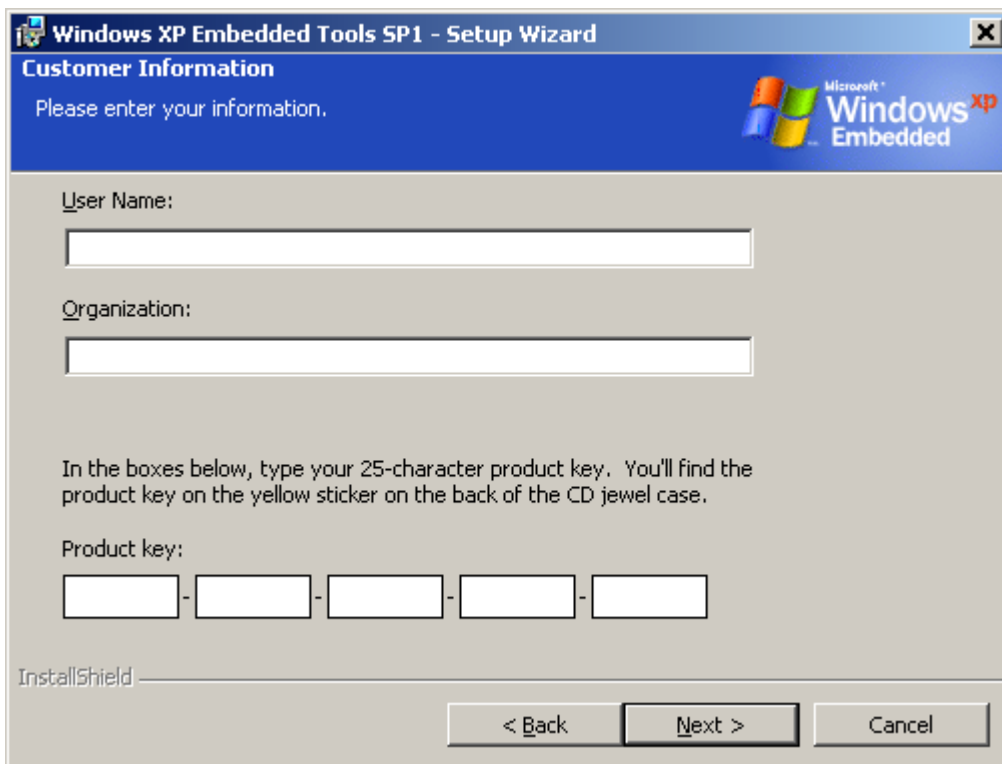 Windows XP Embedded Tools SP1 - Setup Wizard
Customer Information
Please enter your information.
Microsoft
Windows xp
Embedded
User Name:
Organization:
In the boxes below, type your 25-character product key. You'll find the
product key on the yellow sticker on the back of the CD jewel case.
Product key:
- - - -
InstallShield
< Back Next > Cancel